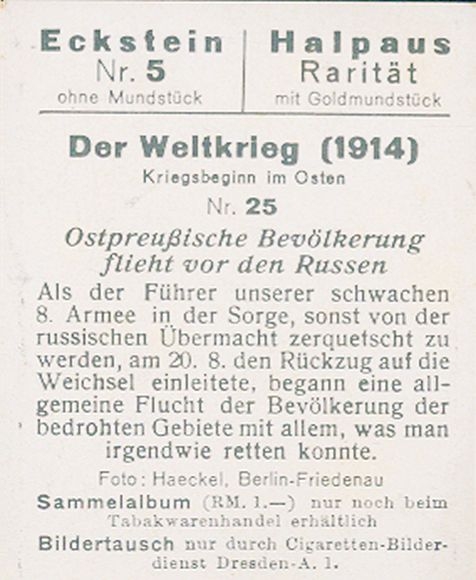 Eckstein Halpaus
Nr. 5 Rarität
ohne Mundstück mit Goldmundstück
Der Weltkrieg (1914)
Kriegsbeginn im Osten
Nr. 25
Ostpreußische Bevölkerung
flieht vor den Russen
Als der Führer unserer schwachen
8. Armee in der Sorge, sonst von der
russischen Übermacht zerquetscht zu
werden, am 20. 8. den Rückzug auf die
Weichsel einleitete, begann eine all-
gemeine Flucht der Bevölkerung der
bedrohten Gebiete mit allem, was man
irgendwie retten konnte.
Foto: Haeckel, Berlin-Friedenau
Sammelalbum (RM. 1.—) nur noch beim
Tabakwarenhandel erhältlich
Bildertausch nur durch Cigaretten-Bilder-
dienst Dresden-A. 1.